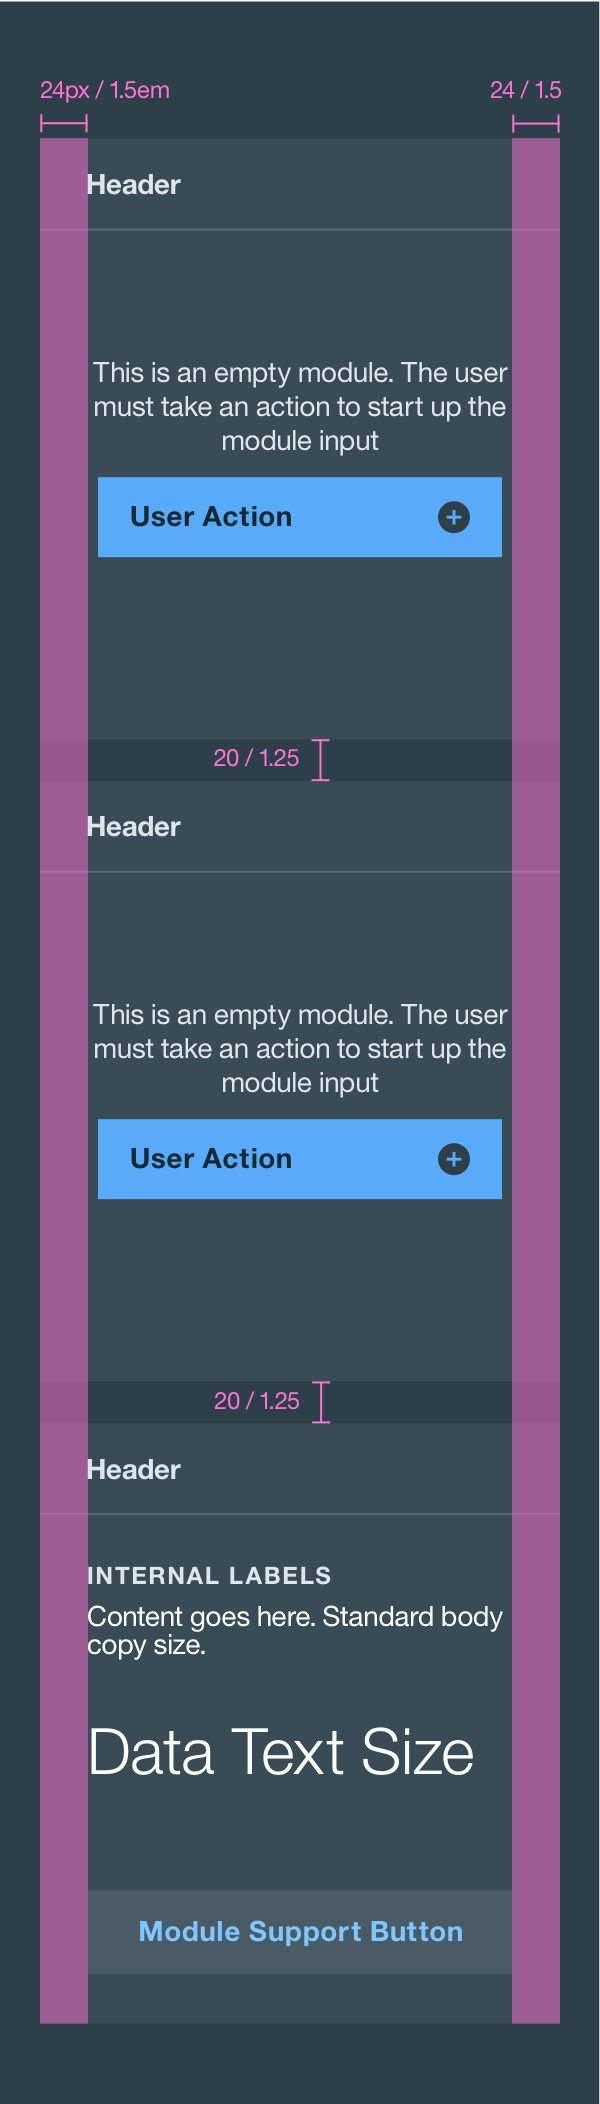 24px / 1.5em
24 / 1.5
Header
This is an empty module. The user
must take an action to start up the
module input
User Action
20 / 1.25
Header
This is an empty module. The user
must take an action to start up the
module input
User Action
20 / 1.25
Header
INTERNAL LABELS
Content goes here. Standard body
copy size.
Data Text Size
Module Support Button